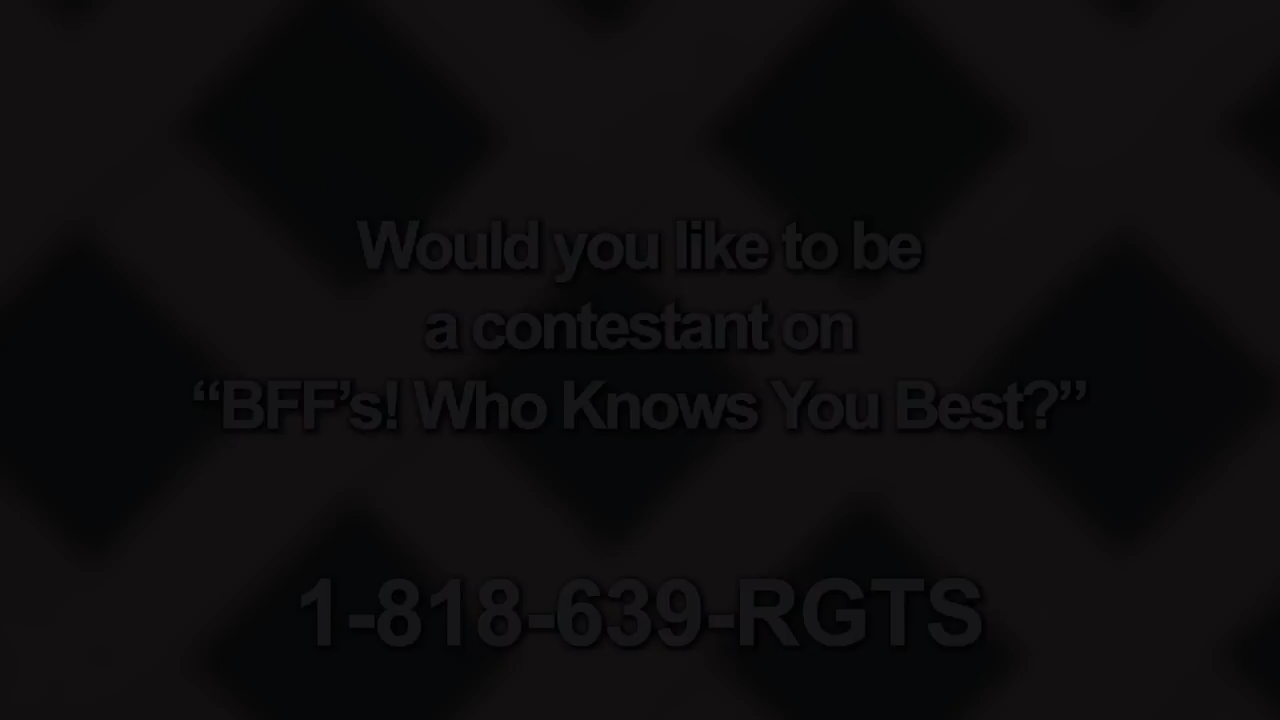 Would you like to be
a contestant on
“BFF’s! Who Knows You Best?”
1-818-639-RGTS